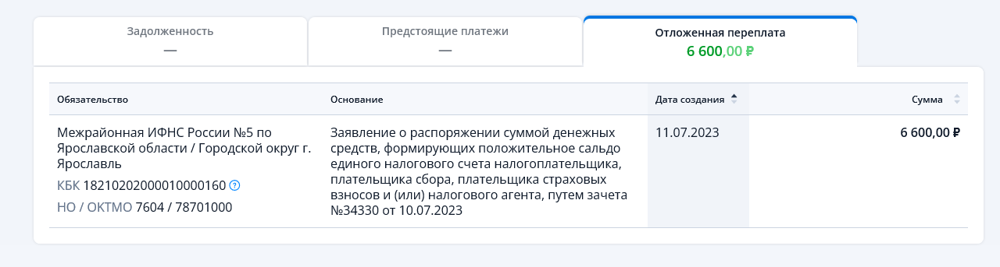 Задолженность
—
Предстоящие платежи
—
Отложенная переплата
6 600,00 ₽
Обязательство
Основание
Дата создания
Сумма
Межрайонная ИФНС России №5 по
Ярославской области / Городской округ г.
Ярославль
КБК 18210202000010000160
НО / ОКТМО 7604 / 78701000
Заявление о распоряжении суммой денежных
средств, формирующих положительное сальдо
единого налогового счета налогоплательщика,
плательщика сбора, плательщика страховых
взносов и (или) налогового агента, путем зачета
№34330 от 10.07.2023
11.07.2023
6 600,00 ₽